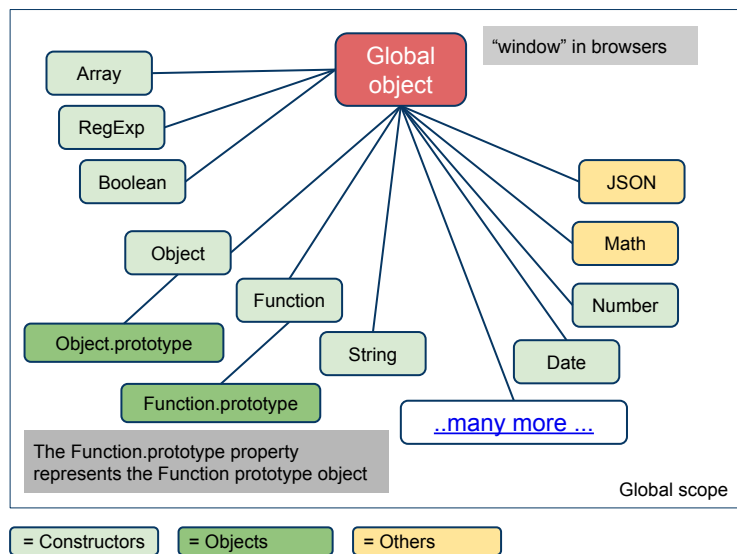 Global
object
“window” in browsers
Array
RegExp
Boolean
JSON
Math
Object
Function
Number
Object.prototype
String
Date
Function.prototype
..many more ...
The Function.prototype property
represents the Function prototype object
Global scope
= Constructors
= Objects
= Others